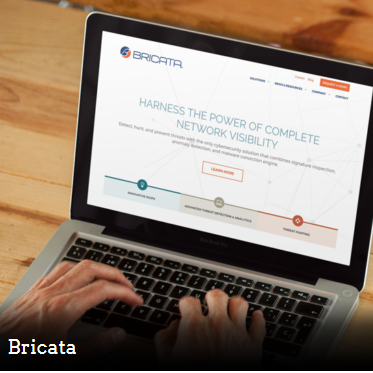 BRICATA
Careers Blog REQUEST A DEMO
SOLUTIONS NEWS & RESOURCES COMPANY CONTACT
HARNESS THE POWER OF COMPLETE
NETWORK VISIBILITY
Detect, hunt, and prevent threats with the only cybersecurity solution that combines signature inspection,
anomaly detection, and malware conviction engine.
LEARN MORE
ADVANCED THREAT DETECTION & ANALYTICS
THREAT HUNTING
Bricata